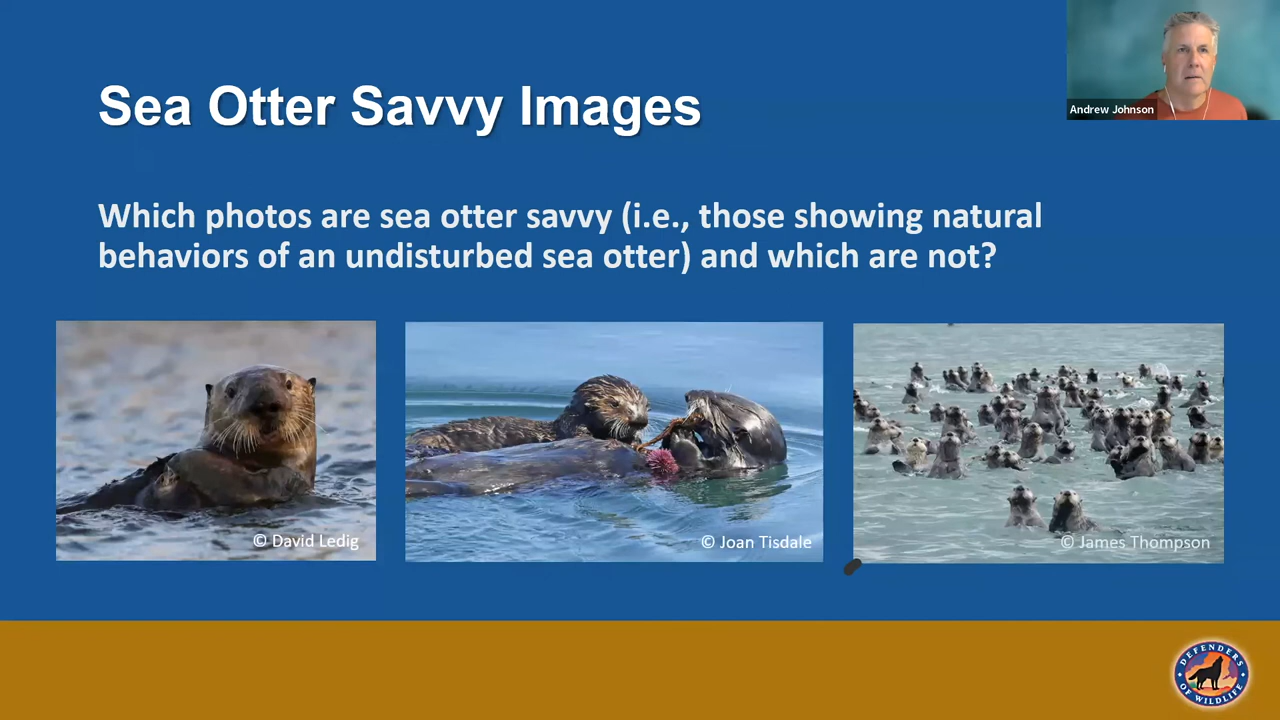 Andrew Johnson
Sea Otter Savvy Images
Which photos are sea otter savvy (i.e., those showing natural
behaviors of an undisturbed sea otter) and which are not?
© David Ledig
© Joan Tisdale
© James Thompson
DEFENDERS
OF WILDLIFE